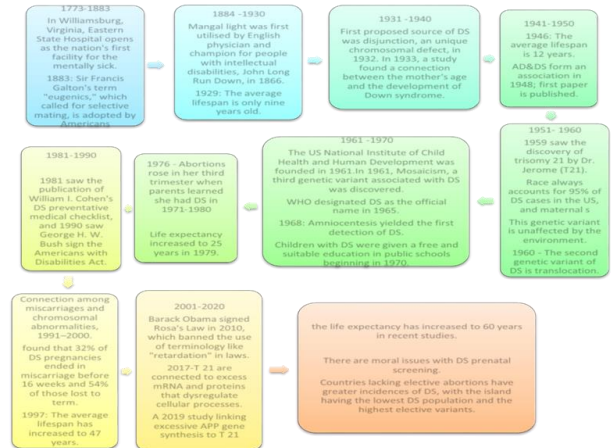 1773-1883
In Williamsburg,
Virginia, Eastern
State Hospital opens
as the nation's first
facility for the
mentally sick.
1883: Sir Francis
Galton's term
"eugenics," which
called for selective
mating, is adopted by
Americans
1884 -1930
Mangal light was first
utilised by English
physician and
champion for people
with intellectual
disabilities, John Long
Run Down, in 1866.
1929: The average
lifespan is only nine
years old.
1931 -1940
First proposed source of DS
was disjunction, an unique
chromosomal defect, in
1932. In 1933, a study
found a connection
between the mother's age
and the development of
Down syndrome.
1941-1950
1946: The
average lifespan
is 12 years.
AD&DS form an
association in
1948; first paper
is published.
1951- 1960
1959 saw the
discovery of
trisomy 21 by Dr.
Jerome (T21).
Race always
accounts for 95% of
DS cases in the US,
and maternal s
This genetic variant
is unaffected by the
environment.
1960 - The second
genetic variant of
DS is translocation.
1961 -1970
The US National Institute of Child
Health and Human Development was
founded in 1961.In 1961, Mosaicism, a
third genetic variant associated with DS
was discovered.
WHO designated DS as the official
name in 1965.
1968: Amniocentesis yielded the first
detection of DS.
Children with DS were given a free and
suitable education in public schools
beginning in 1970.
1976 - Abortions
rose in her third
trimester when
parents learned
she had DS in
1971-1980
Life expectancy
increased to 25
years in 1979.
1981-1990
1981 saw the
publication of
William I. Cohen's
DS preventative
medical checklist,
and 1990 saw
George H. W.
Bush sign the
Americans with
Disabilities Act.
Connection among
miscarriages and
chromosomal
abnormalities,
1991–2000.
found that 32% of
DS pregnancies
ended in
miscarriage before
16 weeks and 54%
of those lost to
term.
1997: The average
lifespan has
increased to 47
years.
2001-2020
Barack Obama signed
Rosa's Law in 2010,
which banned the use
of terminology like
"retardation" in laws.
2017-T 21 are
connected to excess
mRNA and proteins
that dysregulate
cellular processes.
A 2019 study linking
excessive APP gene
synthesis to T 21
the life expectancy has increased to 60 years
in recent studies.
There are moral issues with DS prenatal
screening.
Countries lacking elective abortions have
greater incidences of DS, with the island
having the lowest DS population and the
highest elective variants.